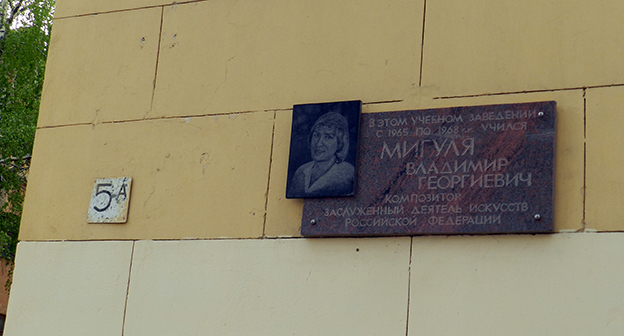 5А
В ЭТОМ УЧЕБНОМ ЗАВЕДЕНИИ
С 1965 ПО 1968 г.г. УЧИЛСЯ
МИГУЛЯ
ВЛАДИМИР
ГЕОРГИЕВИЧ
КОМПОЗИТОР
ЗАСЛУЖЕННЫЙ ДЕЯТЕЛЬ ИСКУССТВ
РОССИЙСКОЙ ФЕДЕРАЦИИ